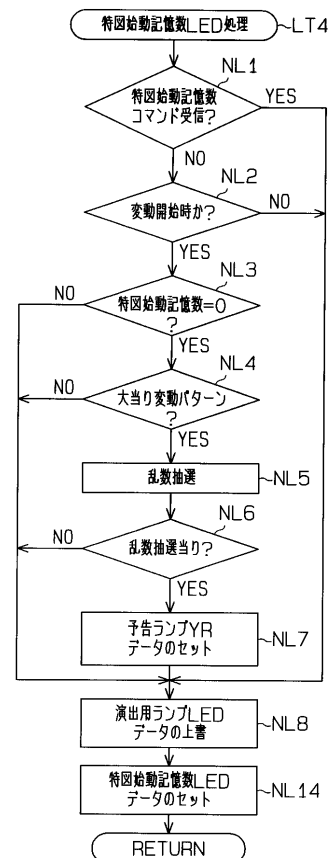 特図始動記憶数LED処理
LT4
NL1
特図始動記憶数
コマンド受信?
YES
NO
NL2
変動開始時か?
NO
YES
NL3
NO
特図始動記憶数=0
?
YES
NL4
NO
大当り変動パターン
?
YES
乱数抽選
NL5
NL6
NO
乱数抽選当り?
YES
予告ランプYR
データのセット
NL7
演出用ランプLED
データの上書
NL8
特図始動記憶数LED
データのセット
NL14
RETURN